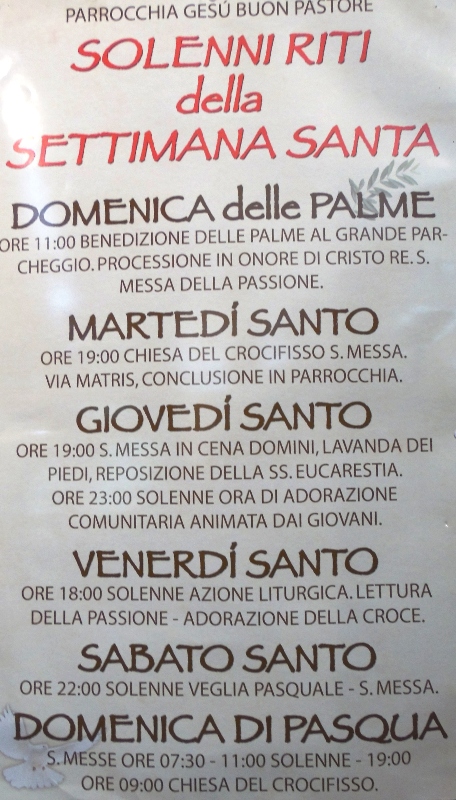 PARROCCHIA GESÚ BUON PASTORE
SOLENNI RITI
della
SETTIMANA SANTA
DOMENICA delle PALME
ORE 11:00 BENEDIZIONE DELLE PALME AL GRANDE PAR-
CHEGGIO. PROCESSIONE IN ONORE DI CRISTO RE. S.
MESSA DELLA PASSIONE.
MARTEDÍ SANTO
ORE 19:00 CHIESA DEL CROCIFISSO S. MESSA.
VIA MATRIS, CONCLUSIONE IN PARROCCHIA.
GIOVEDÍ SANTO
ORE 19:00 S. MESSA IN CENA DOMINI, LAVANDA DEI
PIEDI, REPOSIZIONE DELLA SS. EUCARESTIA.
ORE 23:00 SOLENNE ORA DI ADORAZIONE
COMUNITARIA ANIMATA DAI GIOVANI.
VENERDÍ SANTO
ORE 18:00 SOLENNE AZIONE LITURGICA. LETTURA
DELLA PASSIONE - ADORAZIONE DELLA CROCE.
SABATO SANTO
ORE 22:00 SOLENNE VEGLIA PASQUALE - S. MESSA.
DOMENICA DI PASQUA
S. MESSE ORE 07:30 - 11:00 SOLENNE - 19:00
ORE 09:00 CHIESA DEL CROCIFISSO.